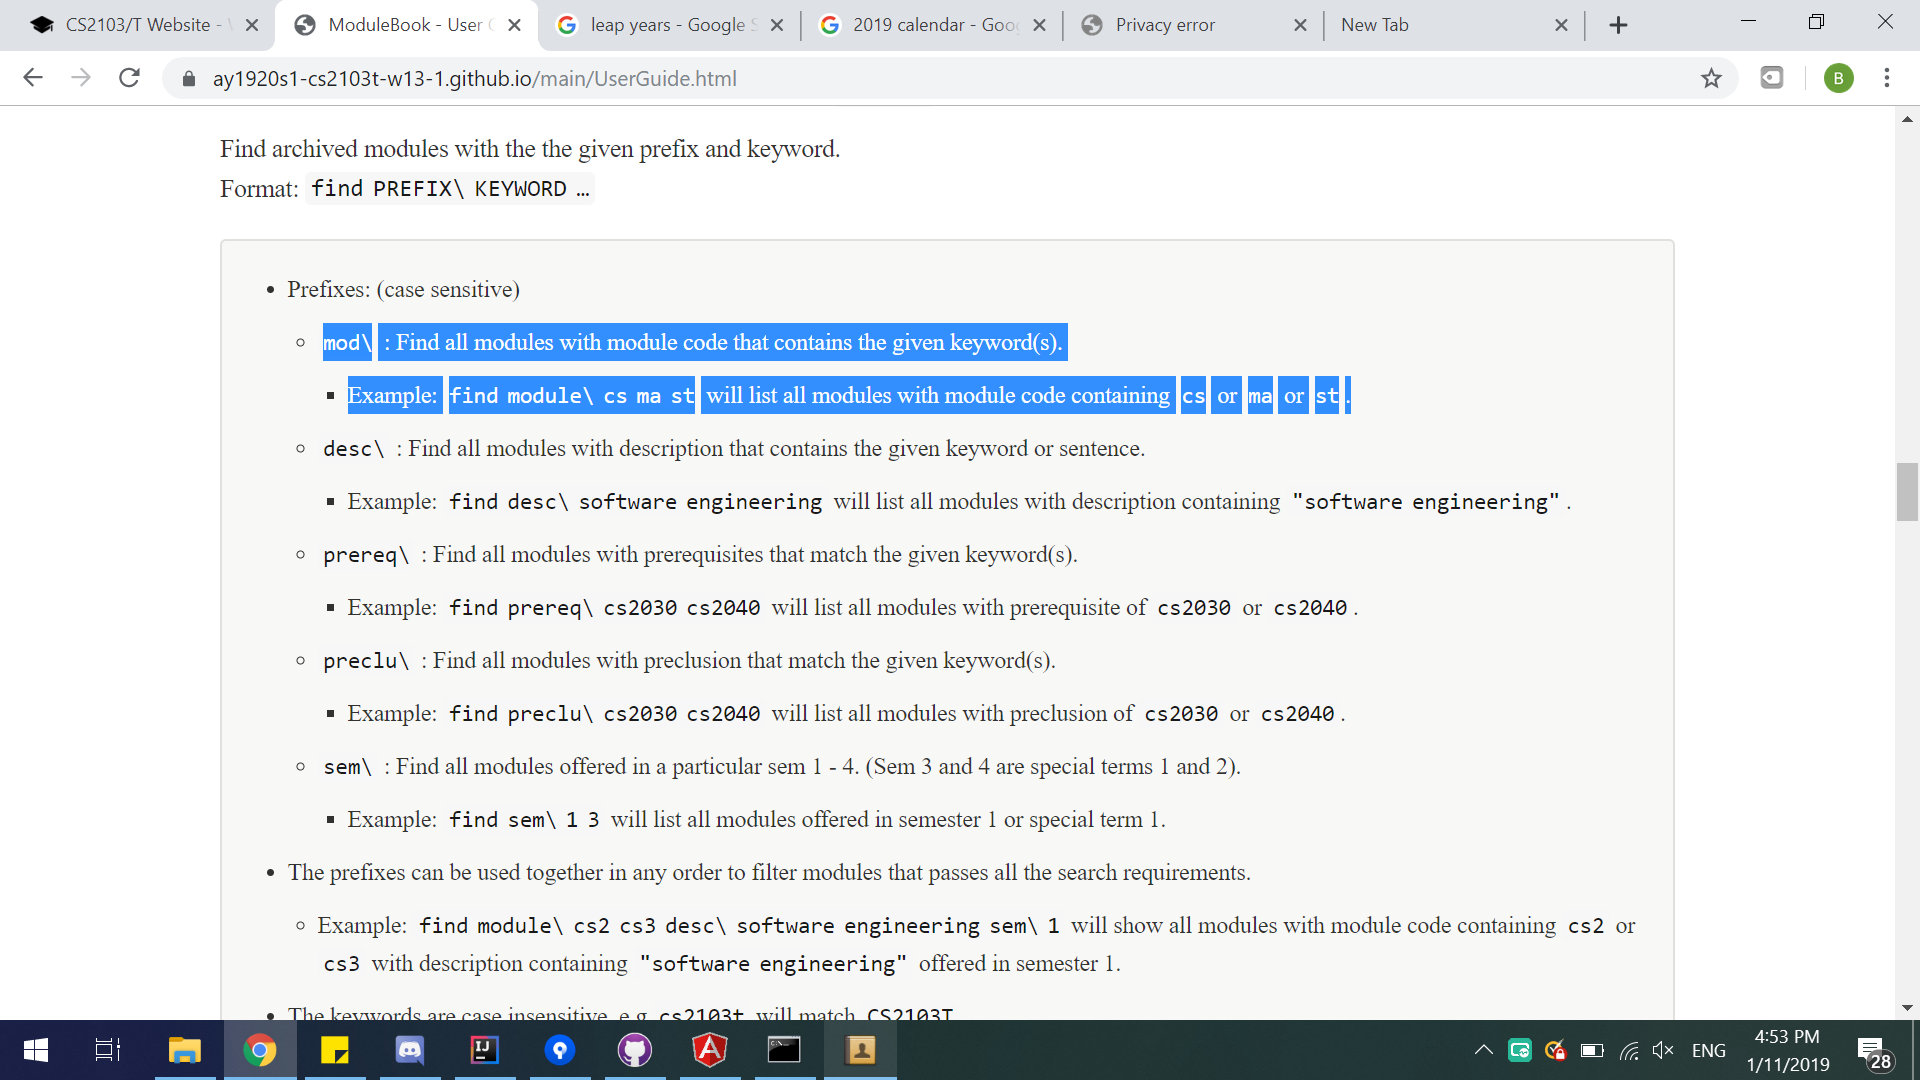 CS2103/T Website -
ModuleBook - User
leap years - Google
2019 calendar - Goo
Privacy error
New Tab
ay1920s1-cs2103t-w13-1.github.io/main/UserGuide.html
B
Find archived modules with the the given prefix and keyword.
Format: find PREFIX\ KEYWORD …
• Prefixes: (case sensitive)
mod\ : Find all modules with module code that contains the given keyword(s).
Example: find module\ cs ma st will list all modules with module code containing cs or ma or st .
desc\ : Find all modules with description that contains the given keyword or sentence.
Example: find desc\ software engineering will list all modules with description containing "software engineering" .
prereq\ : Find all modules with prerequisites that match the given keyword(s).
Example: find prereq\ cs2030 cs2040 will list all modules with prerequisite of cs2030 or cs2040 .
preclu\ : Find all modules with preclusion that match the given keyword(s).
Example: find preclu\ cs2030 cs2040 will list all modules with preclusion of cs2030 or cs2040 .
sem\ : Find all modules offered in a particular sem 1 - 4. (Sem 3 and 4 are special terms 1 and 2).
Example: find sem\ 1 3 will list all modules offered in semester 1 or special term 1.
• The prefixes can be used together in any order to filter modules that passes all the search requirements.
Example: find module\ cs2 cs3 desc\ software engineering sem\ 1 will show all modules with module code containing cs2 or
cs3 with description containing "software engineering" offered in semester 1.
• The keywords are case insensitive. e.g. cs2103t will match CS2103T
IJ
ENG
4:53 PM
1/11/2019
28